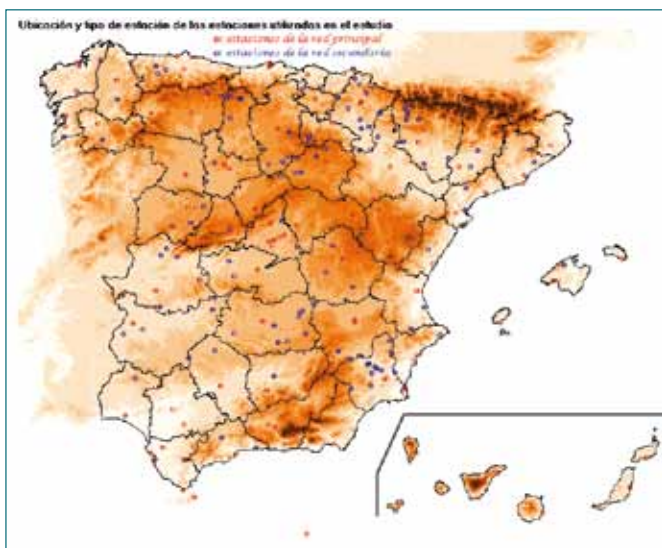 Ubicación y tipo de estación de las estaciones utilizadas en el estudio
estaciones de la red principal
estaciones de la red secundaria